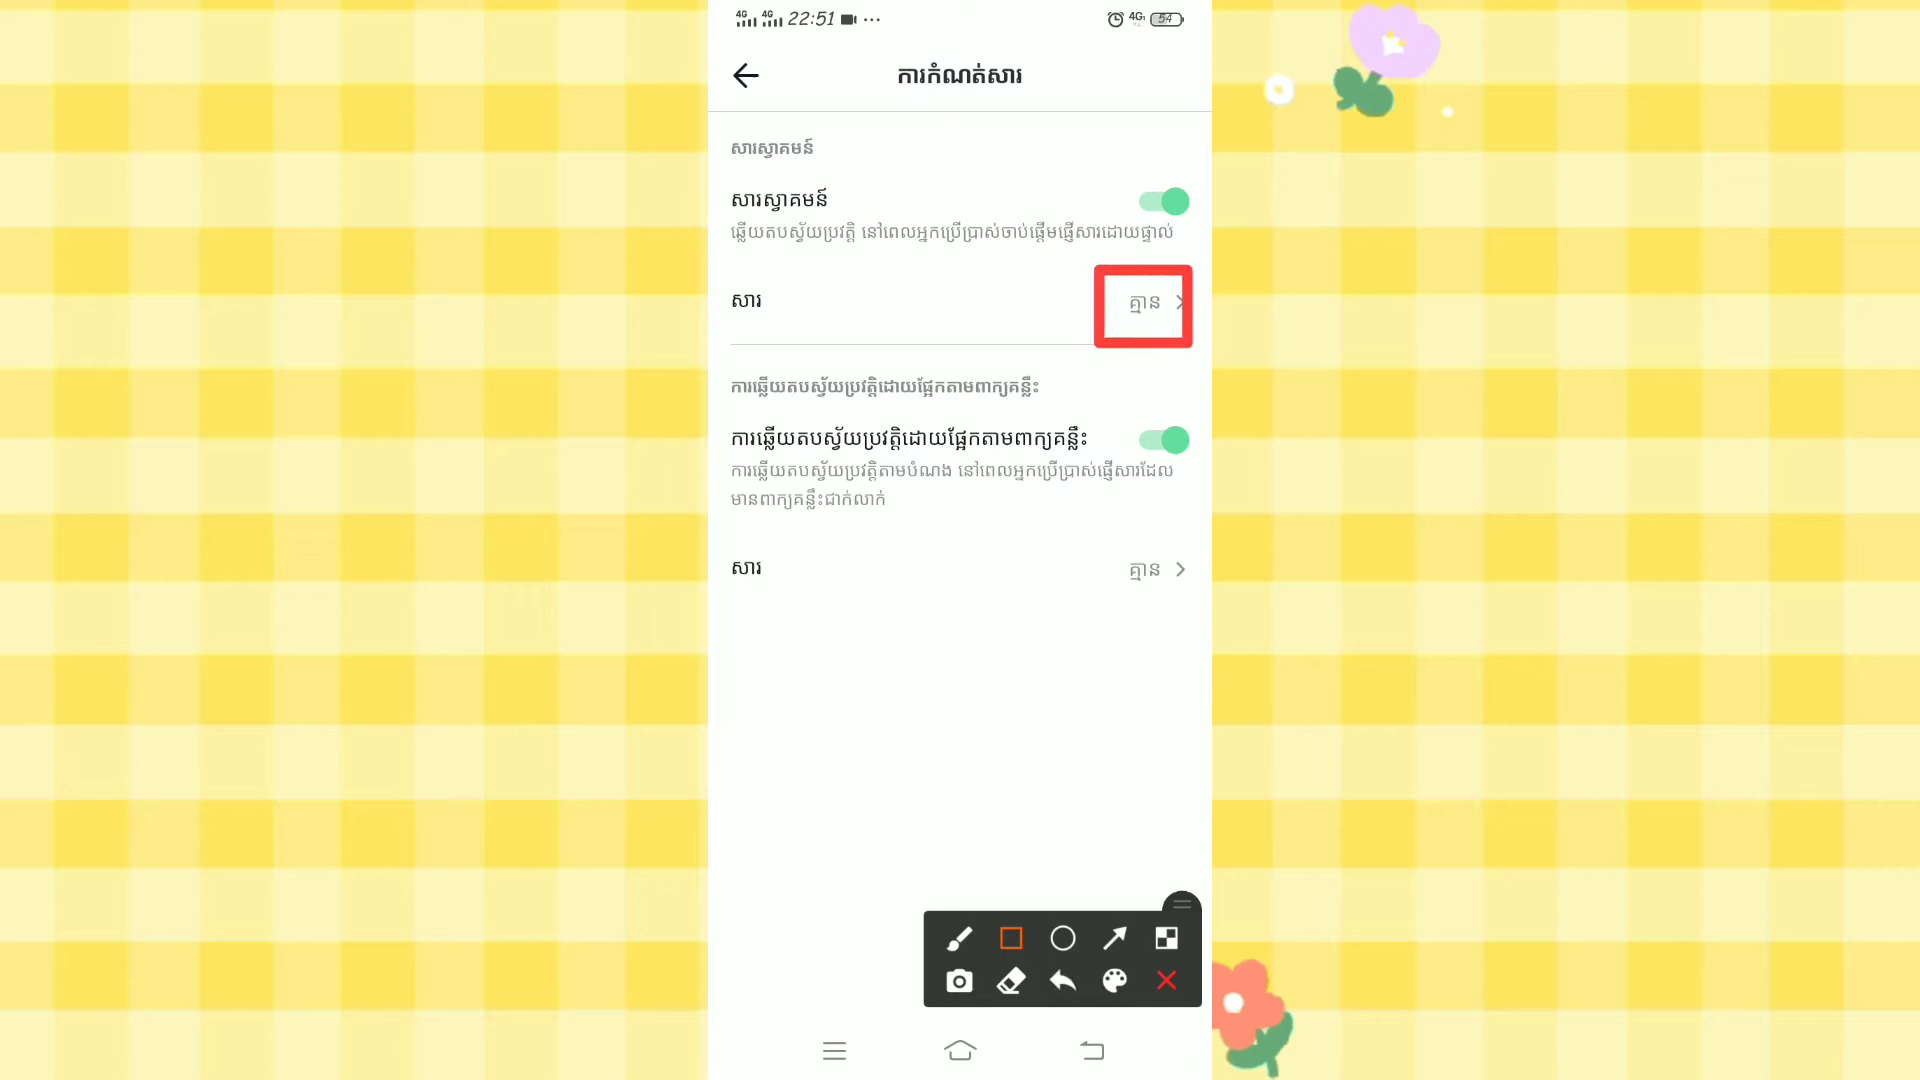 4G 4G 22:51 ... 4G 54
ការកំណត់សារ
សារស្វាគមន៍
សារស្វាគមន៍
ឆ្លើយតបស្វ័យប្រវត្តិ នៅពេលអ្នកប្រើប្រាស់ចាប់ផ្ដើមផ្ញើសារដោយផ្ទាល់
សារ គ្មាន
ការឆ្លើយតបស្វ័យប្រវត្តិដោយផ្អែកតាមពាក្យគន្លឹះ
ការឆ្លើយតបស្វ័យប្រវត្តិដោយផ្អែកតាមពាក្យគន្លឹះ
ការឆ្លើយតបស្វ័យប្រវត្តិតាមបំណង នៅពេលអ្នកប្រើប្រាស់ផ្ញើសារដែល
មានពាក្យគន្លឹះជាក់លាក់
សារ គ្មាន